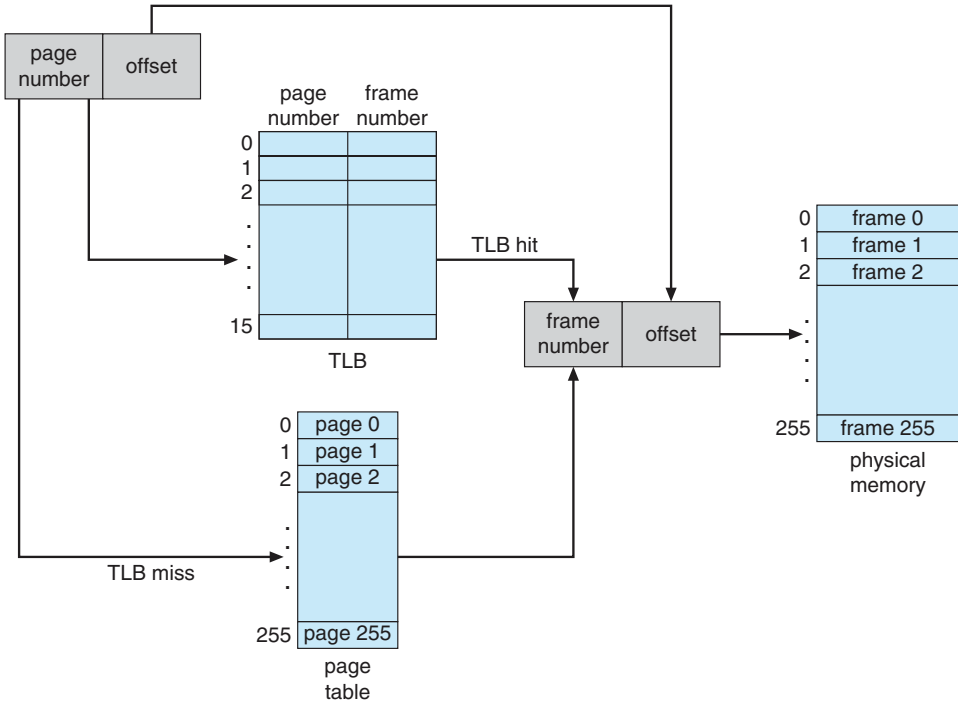 page
number
offset
page
number
frame
number
0
1
2
.
.
.
.
15
TLB
TLB hit
frame
number
offset
0
frame 0
1
frame 1
2
frame 2
.
.
.
.
255
frame 255
physical
memory
0
page 0
1
page 1
2
page 2
.
.
.
.
TLB miss
255
page 255
page
table